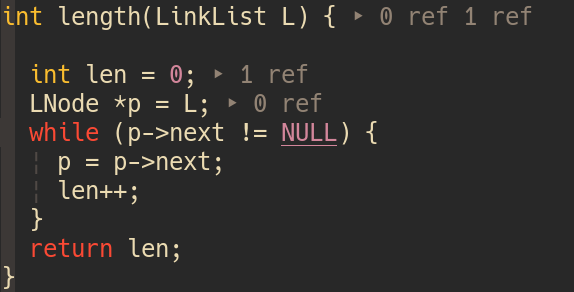 int length(LinkList L) { ▸ 0 ref 1 ref
int len = 0; ▸ 1 ref
LNode *p = L; ▸ 0 ref
while (p->next != NULL) {
p = p->next;
len++;
}
return len;
}